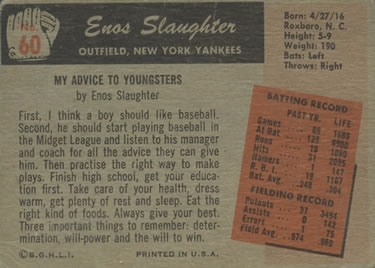 No. 60
Enos Slaughter
OUTFIELD, NEW YORK YANKEES
Born: 4/27/16
Roxboro, N. C.
Height: 5-9
Weight: 190
Bats: Left
Throws: Right
MY ADVICE TO YOUNGSTERS
by Enos Slaughter
First, I think a boy should like baseball.
Second, he should start playing baseball in
the Midget League and listen to his manager
and coach for all the advice they can give
him. Then practise the right way to make
plays. Finish high school, get your educa-
tion first. Take care of your health, dress
warm, get plenty of rest and sleep. Eat the
right kind of foods. Always give your best.
Three important things to remember: deter-
mination, will-power and the will to win.
©B.G.H.L.I.
PRINTED IN U.S.A.
BATTING RECORD
PAST YR. LIFE
Games
At Bat
Runs
Hits
Homers
R. B. I.
Bat. Avg.
FIELDING RECORD
Putouts
Assists
Errors
Field Avg.